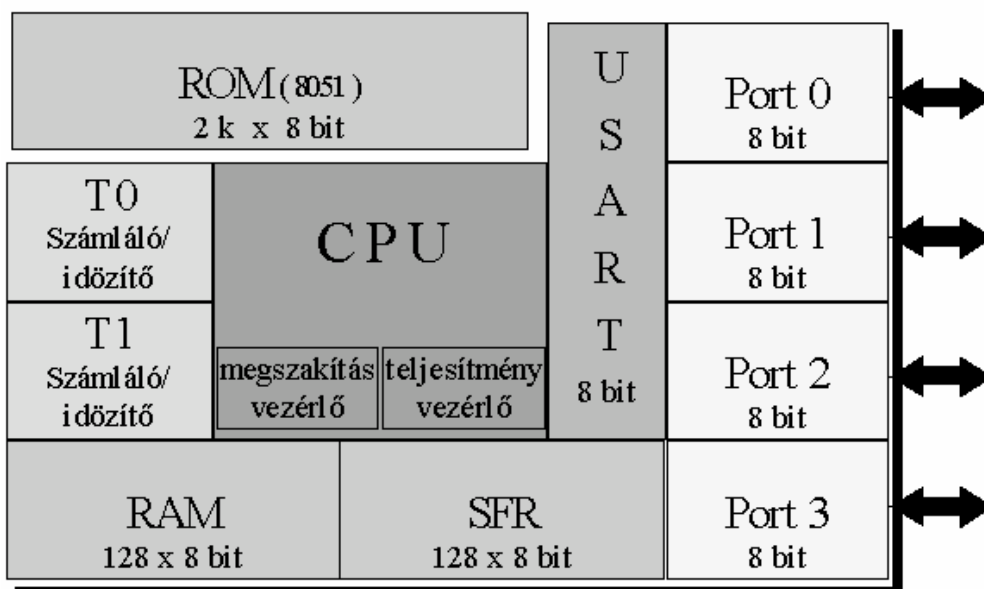 ROM (8051)
2 k x 8 bit
T0
Számláló/
idözítő
T1
Számláló/
idözítő
CPU
megszakítás
vezérlő
teljesítmény
vezérlő
U
S
A
R
T
8 bit
Port 0
8 bit
Port 1
8 bit
Port 2
8 bit
RAM
128 x 8 bit
SFR
128 x 8 bit
Port 3
8 bit